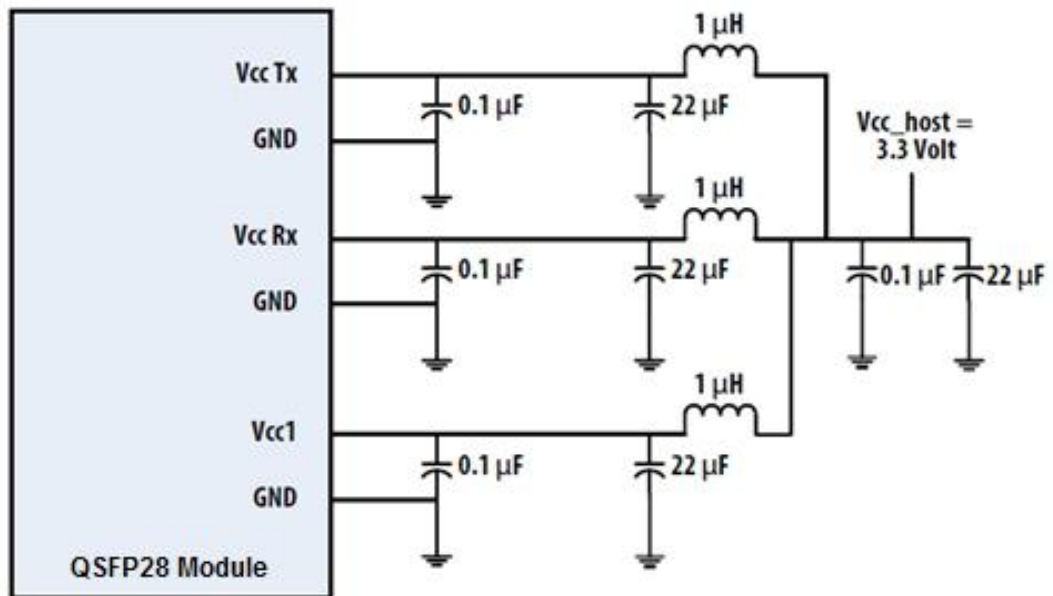 1 μH
Vcc Tx
0.1 μF
22 μF
GND
Vcc_host =
3.3 Volt
1 μH
Vcc Rx
0.1 μF
22 μF
0.1 μF
22 μF
GND
1 μH
Vcc1
0.1 μF
22 μF
GND
QSFP28 Module